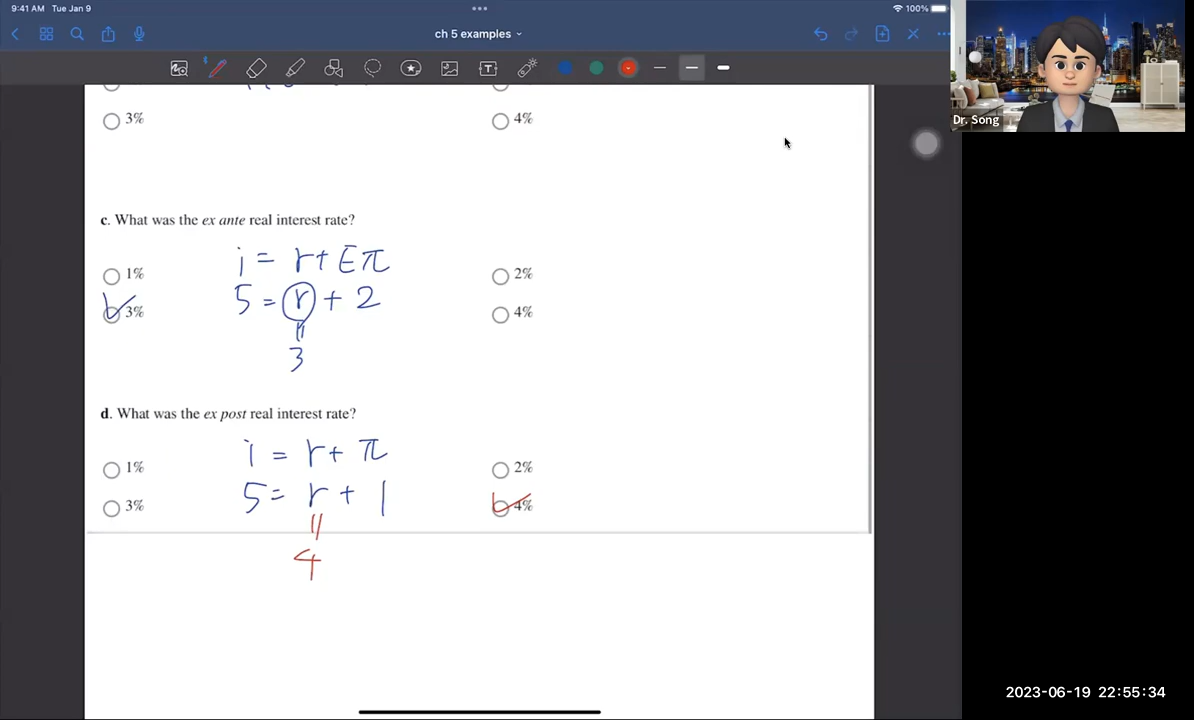 9:41 AM Tue Jan 9
100%
ch 5 examples
Dr. Song
3%
4%
c. What was the ex ante real interest rate?
i = r + Eπ
1%
2%
5 = r + 2
3%
4%
3
d. What was the ex post real interest rate?
i = r + π
1%
2%
5 = r + 1
3%
4%
4
2023-06-19 22:55:34